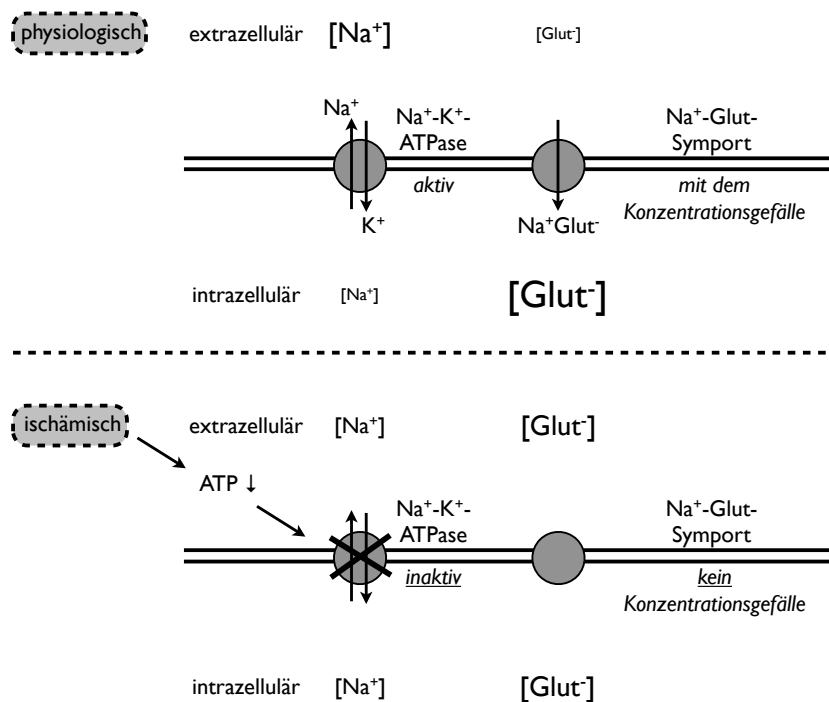 physiologisch extrazellulär [Na⁺] [Glut⁻]
Na⁺ Na⁺-K⁺- Na⁺-Glut-
ATPase Symport
aktiv mit dem
K⁺ Na⁺Glut⁻ Konzentrationsgefälle
intrazellulär [Na⁺] [Glut⁻]
ischämisch extrazellulär [Na⁺] [Glut⁻]
ATP ↓
Na⁺-K⁺- Na⁺-Glut-
ATPase Symport
inaktiv kein
Konzentrationsgefälle
intrazellulär [Na⁺] [Glut⁻]